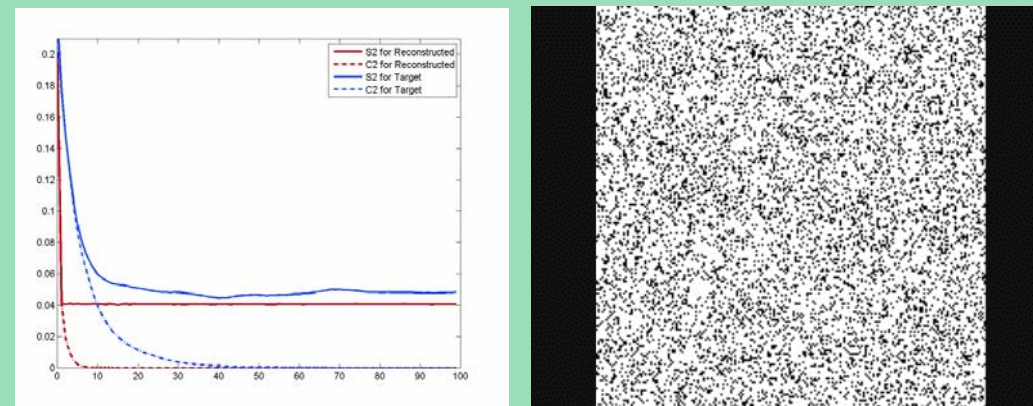 S2 for Reconstructed
C2 for Reconstructed
S2 for Target
C2 for Target
0.2
0.18
0.16
0.14
0.12
0.1
0.08
0.06
0.04
0.02
0
0 10 20 30 40 50 60 70 80 90 100